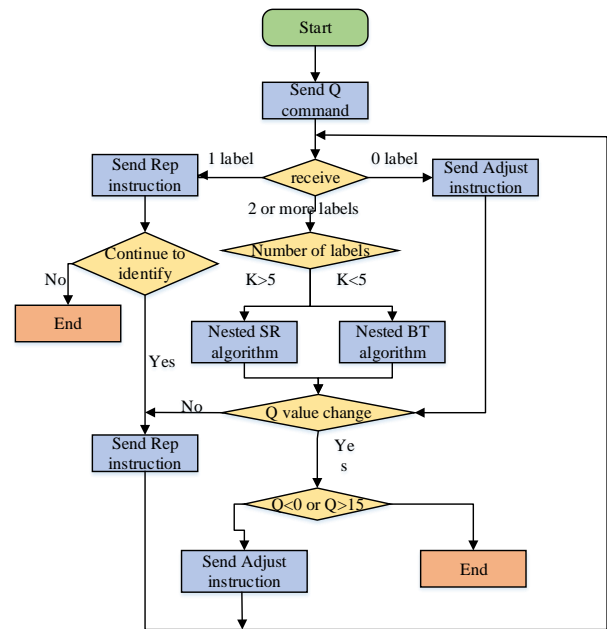 Start
Send Q
command
1 label
0 label
Send Rep
instruction
receive
Send Adjust
instruction
2 or more labels
Continue to
identify
Number of labels
No
K>5
K<5
End
Nested SR
algorithm
Nested BT
algorithm
Yes
No
Q value change
Send Rep
instruction
Ye
s
Q<0 or Q>15
Send Adjust
instruction
End